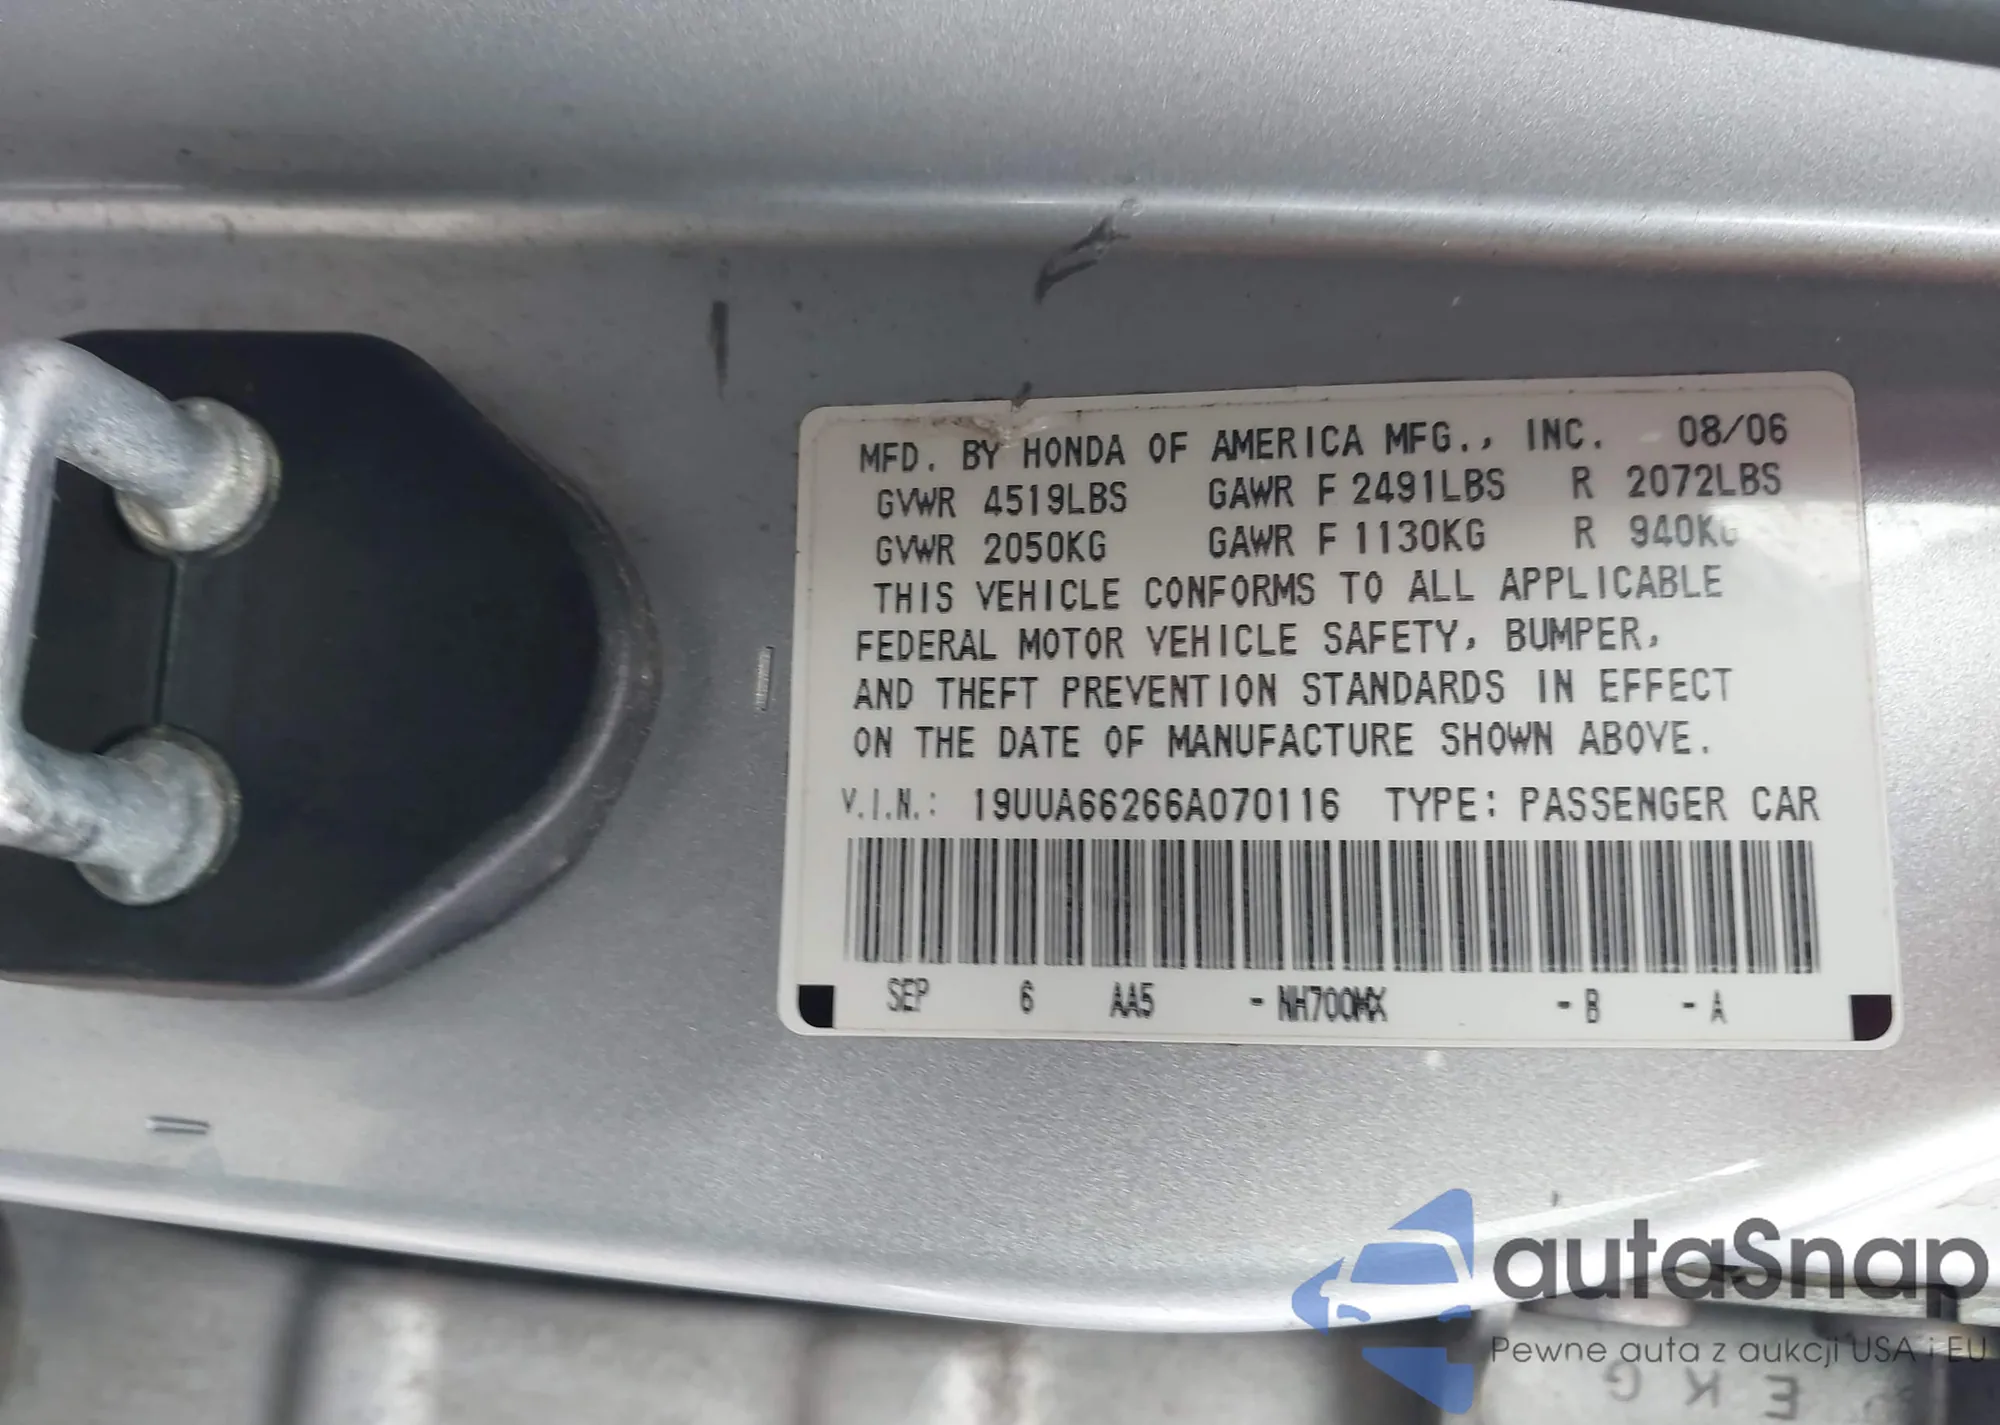 MFD. BY HONDA OF AMERICA MFG., INC. 08/06
GVWR 4519LBS GAWR F 2491LBS R 2072LBS
GVWR 2050KG GAWR F 1130KG R 940KG
THIS VEHICLE CONFORMS TO ALL APPLICABLE
FEDERAL MOTOR VEHICLE SAFETY, BUMPER,
AND THEFT PREVENTION STANDARDS IN EFFECT
ON THE DATE OF MANUFACTURE SHOWN ABOVE.
V.I.N.: 19UUA66266A070116 TYPE: PASSENGER CAR
SEP 6 AA5 - NH700MX - B - A
autaSnap
Pewne auta z aukcji USA i EU